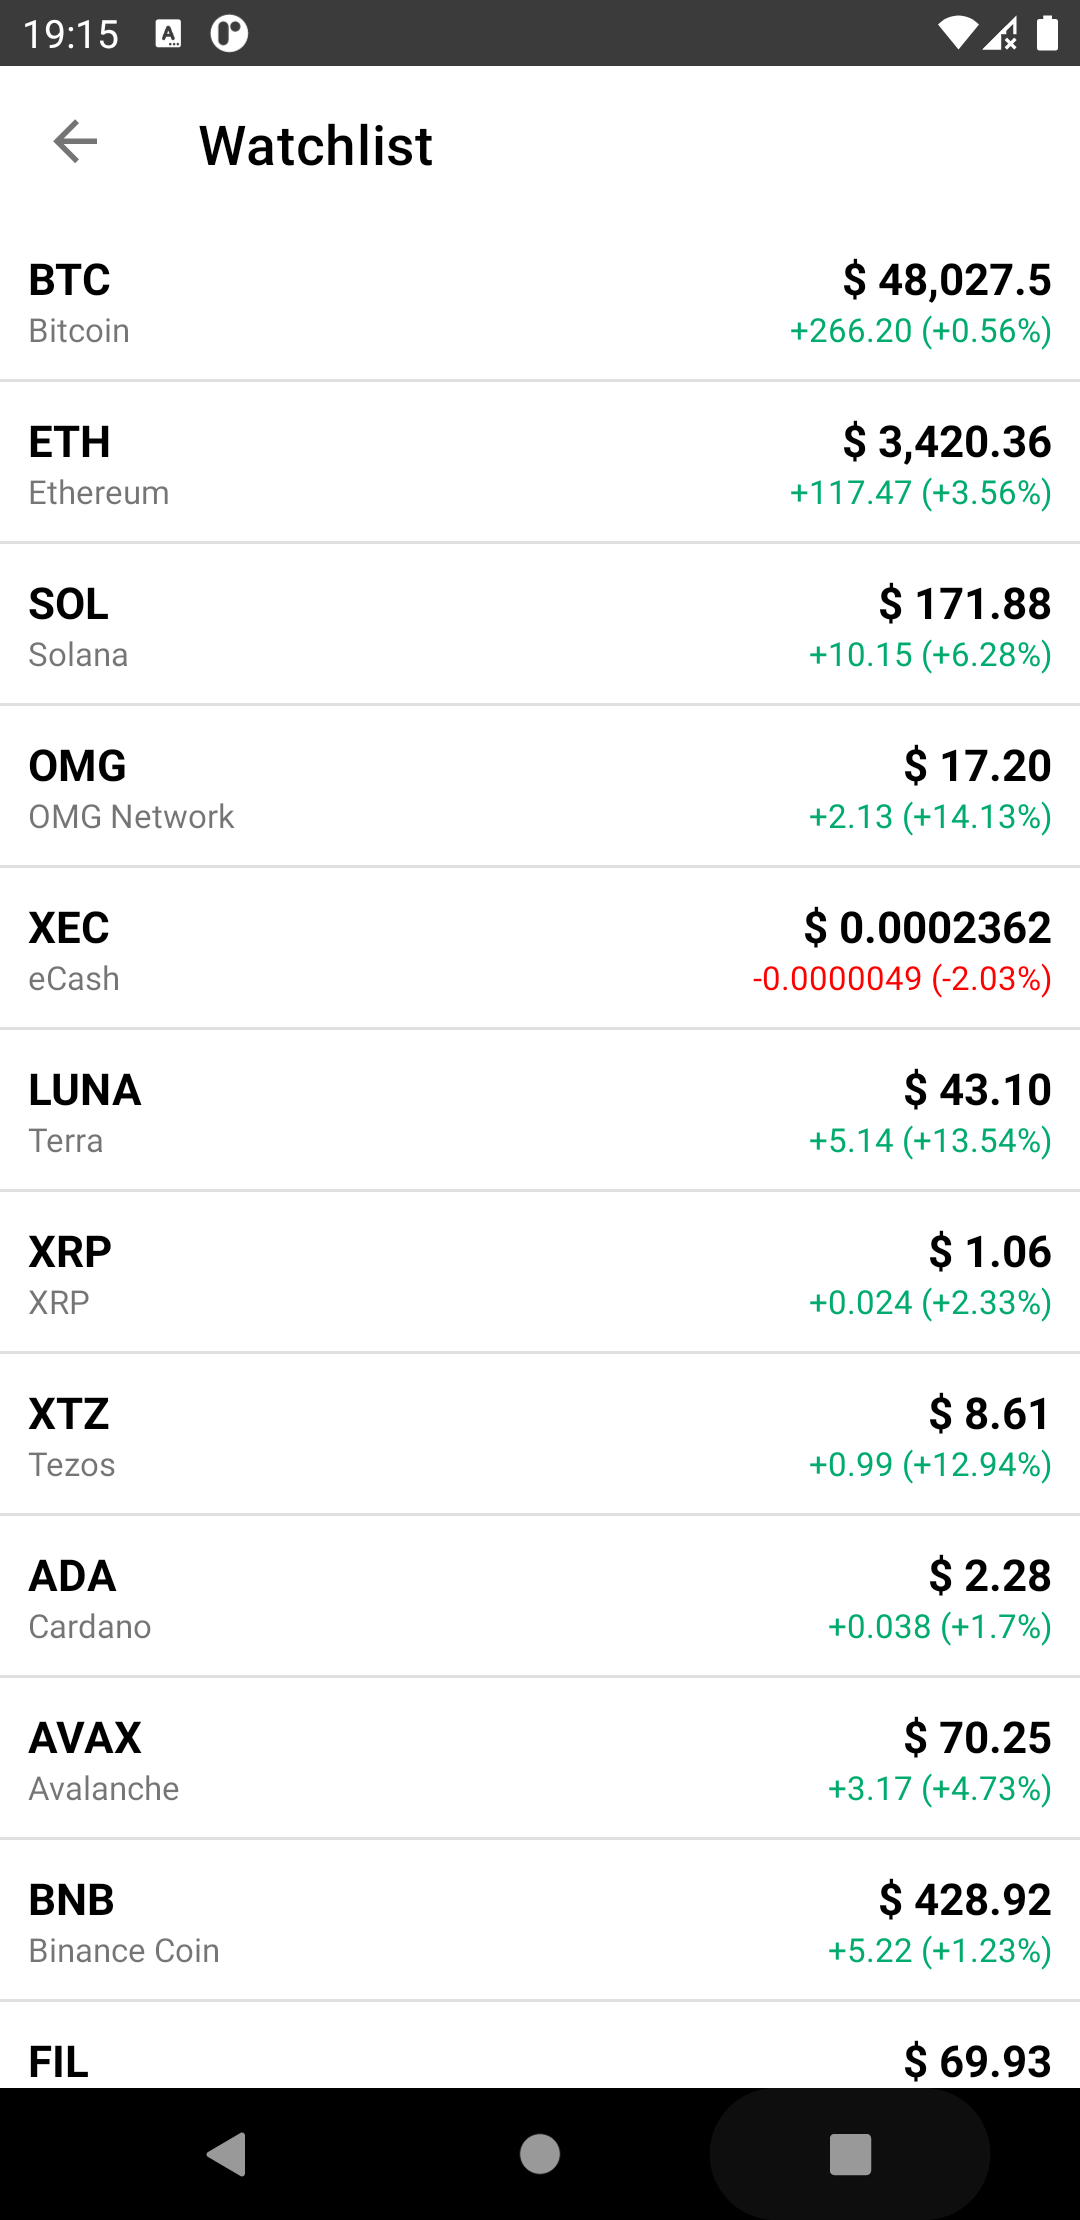 19:15
Watchlist
BTC $ 48,027.5
Bitcoin +266.20 (+0.56%)
ETH $ 3,420.36
Ethereum +117.47 (+3.56%)
SOL $ 171.88
Solana +10.15 (+6.28%)
OMG $ 17.20
OMG Network +2.13 (+14.13%)
XEC $ 0.0002362
eCash -0.0000049 (-2.03%)
LUNA $ 43.10
Terra +5.14 (+13.54%)
XRP $ 1.06
XRP +0.024 (+2.33%)
XTZ $ 8.61
Tezos +0.99 (+12.94%)
ADA $ 2.28
Cardano +0.038 (+1.7%)
AVAX $ 70.25
Avalanche +3.17 (+4.73%)
BNB $ 428.92
Binance Coin +5.22 (+1.23%)
FIL $ 69.93